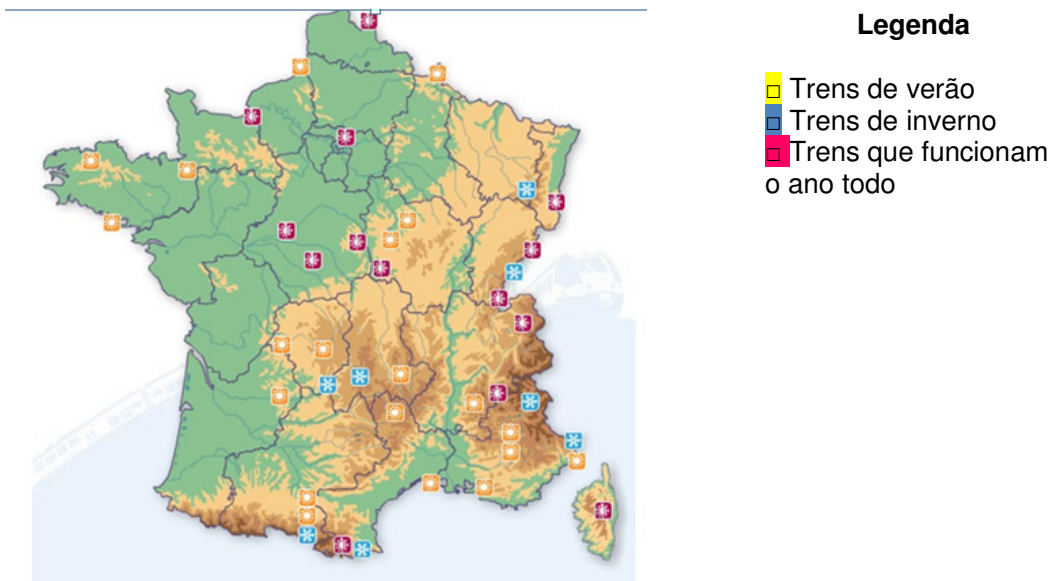 Legenda
□ Trens de verão
□ Trens de inverno
□ Trens que funcionam
o ano todo